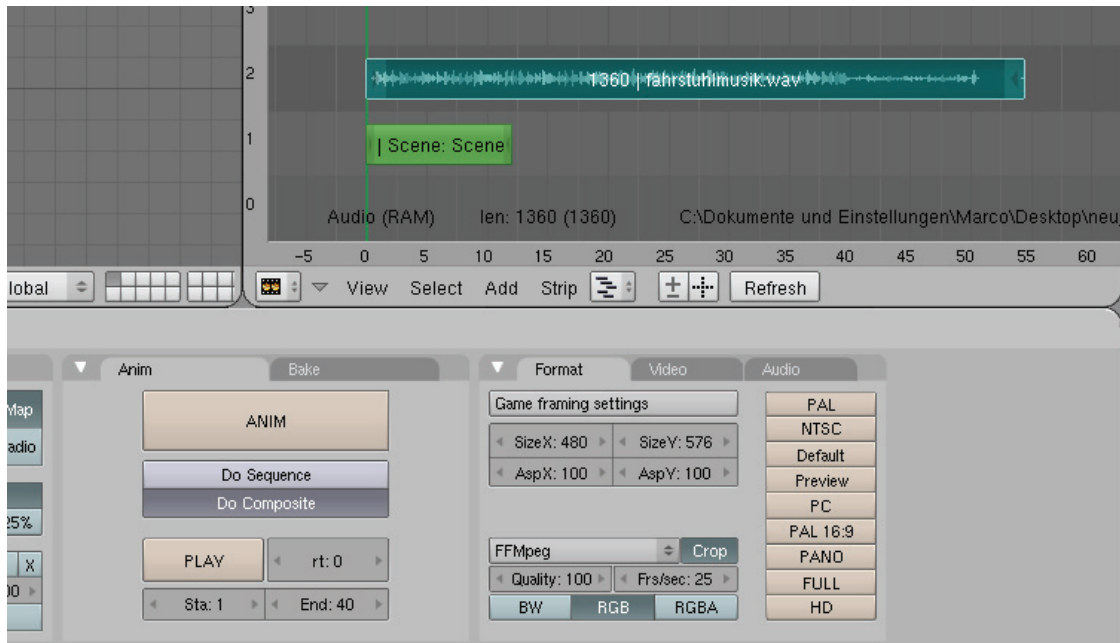 3
2
1360 | fahrstuhlmusik.wav
1
| Scene: Scene
0
Audio (RAM) len: 1360 (1360) C:\Dokumente und Einstellungen\Marco\Desktop\neu_
-5 0 5 10 15 20 25 30 35 40 45 50 55 60
lobal View Select Add Strip Refresh
Anim Bake Format Video Audio
Map ANIM Game framing settings PAL
adio SizeX: 480 SizeY: 576 NTSC
Do Sequence AspX: 100 AspY: 100 Default
Do Composite Preview
25% PC
PAL 16:9
X PLAY rt: 0 FFMpeg Crop PANO
00 Quality: 100 Frs/sec: 25 FULL
Sta: 1 End: 40 BW RGB RGBA HD